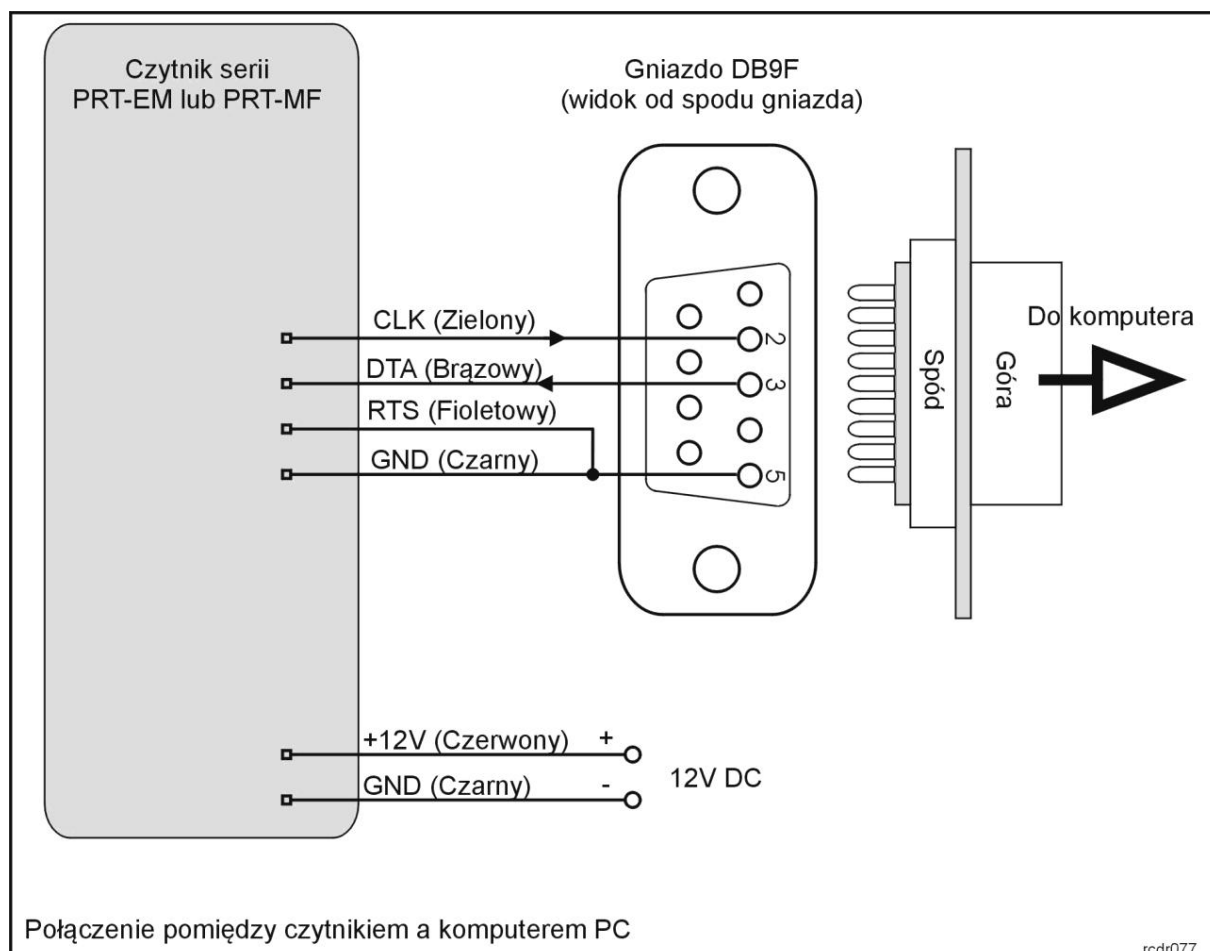 Czytnik serii
PRT-EM lub PRT-MF
Gniazdo DB9F
(widok od spodu gniazda)
CLK (Zielony)
2
DTA (Brązowy)
3
RTS (Fioletowy)
GND (Czarny)
5
Spód
Góra
Do komputera
+12V (Czerwony) +
GND (Czarny) -
12V DC
Połączenie pomiędzy czytnikiem a komputerem PC
rcdr077